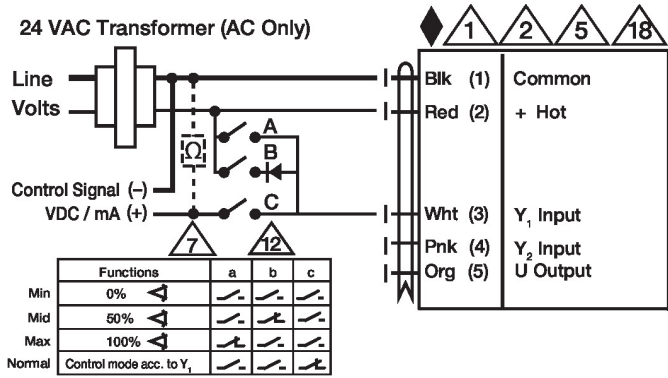 24 VAC Transformer (AC Only)
1 2 5 18
Line
Volts
Blk (1) Common
Red (2) + Hot
A
B
Ω
C
Control Signal (–)
VDC / mA (+)
Wht (3) Y1 Input
Pnk (4) Y2 Input
Org (5) U Output
7 12
Functions a b c
Min 0%
Mid 50%
Max 100%
Normal Control mode acc. to Y1